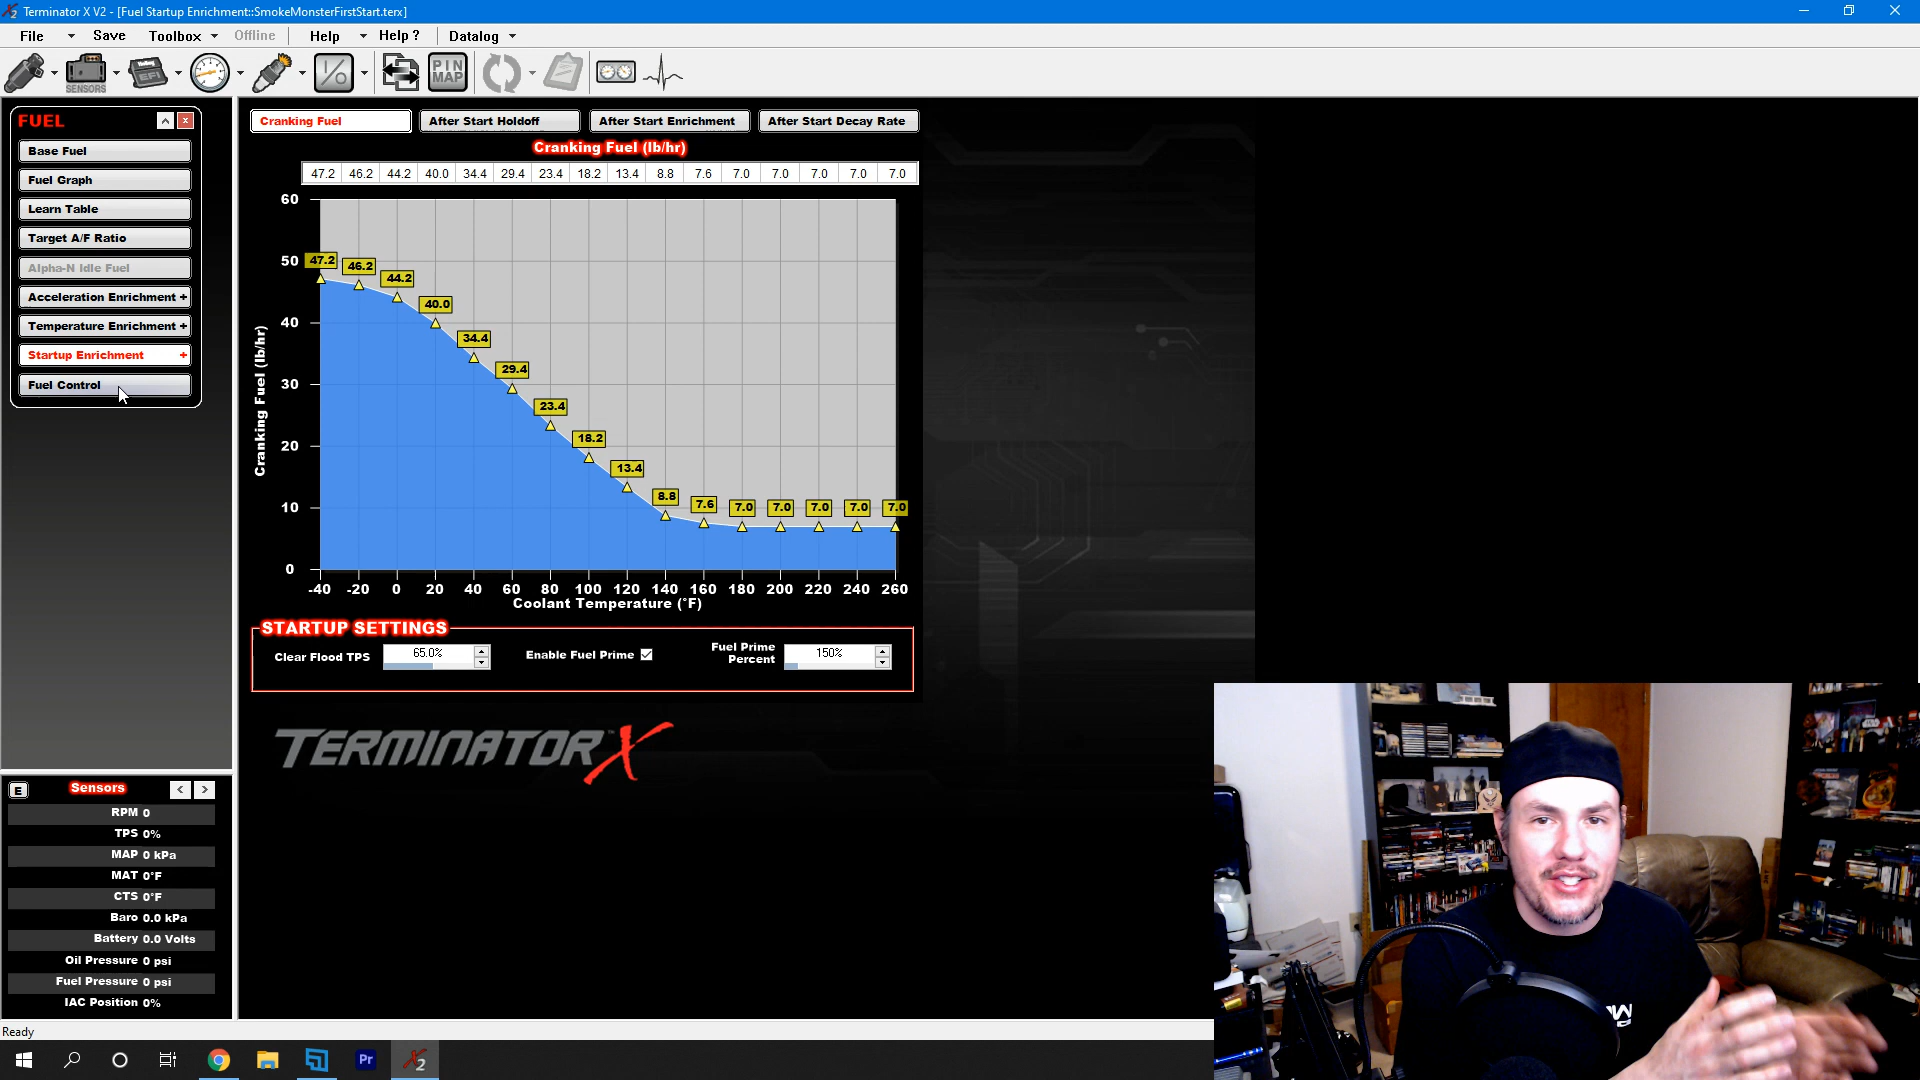 Terminator X V2 - [Fuel Startup Enrichment::SmokeMonsterFirstStart.terx]
File Save Toolbox Offline Help Help ? Datalog
SENSORS Holley EFI I/O PIN MAP
FUEL
Base Fuel
Fuel Graph
Learn Table
Target A/F Ratio
Alpha-N Idle Fuel
Acceleration Enrichment +
Temperature Enrichment +
Startup Enrichment +
Fuel Control
Cranking Fuel After Start Holdoff After Start Enrichment After Start Decay Rate
Cranking Fuel (lb/hr)
47.2 46.2 44.2 40.0 34.4 29.4 23.4 18.2 13.4 8.8 7.6 7.0 7.0 7.0 7.0 7.0
60
50
40
30
20
10
0
Cranking Fuel (lb/hr)
47.2 46.2 44.2 40.0 34.4 29.4 23.4 18.2 13.4 8.8 7.6 7.0 7.0 7.0 7.0 7.0
-40 -20 0 20 40 60 80 100 120 140 160 180 200 220 240 260
Coolant Temperature (°F)
STARTUP SETTINGS
Clear Flood TPS 65.0% Enable Fuel Prime Fuel Prime Percent 150%
TERMINATOR X
E Sensors < >
RPM 0
TPS 0%
MAP 0 kPa
MAT 0°F
CTS 0°F
Baro 0.0 kPa
Battery 0.0 Volts
Oil Pressure 0 psi
Fuel Pressure 0 psi
IAC Position 0%
Ready
Pr X2